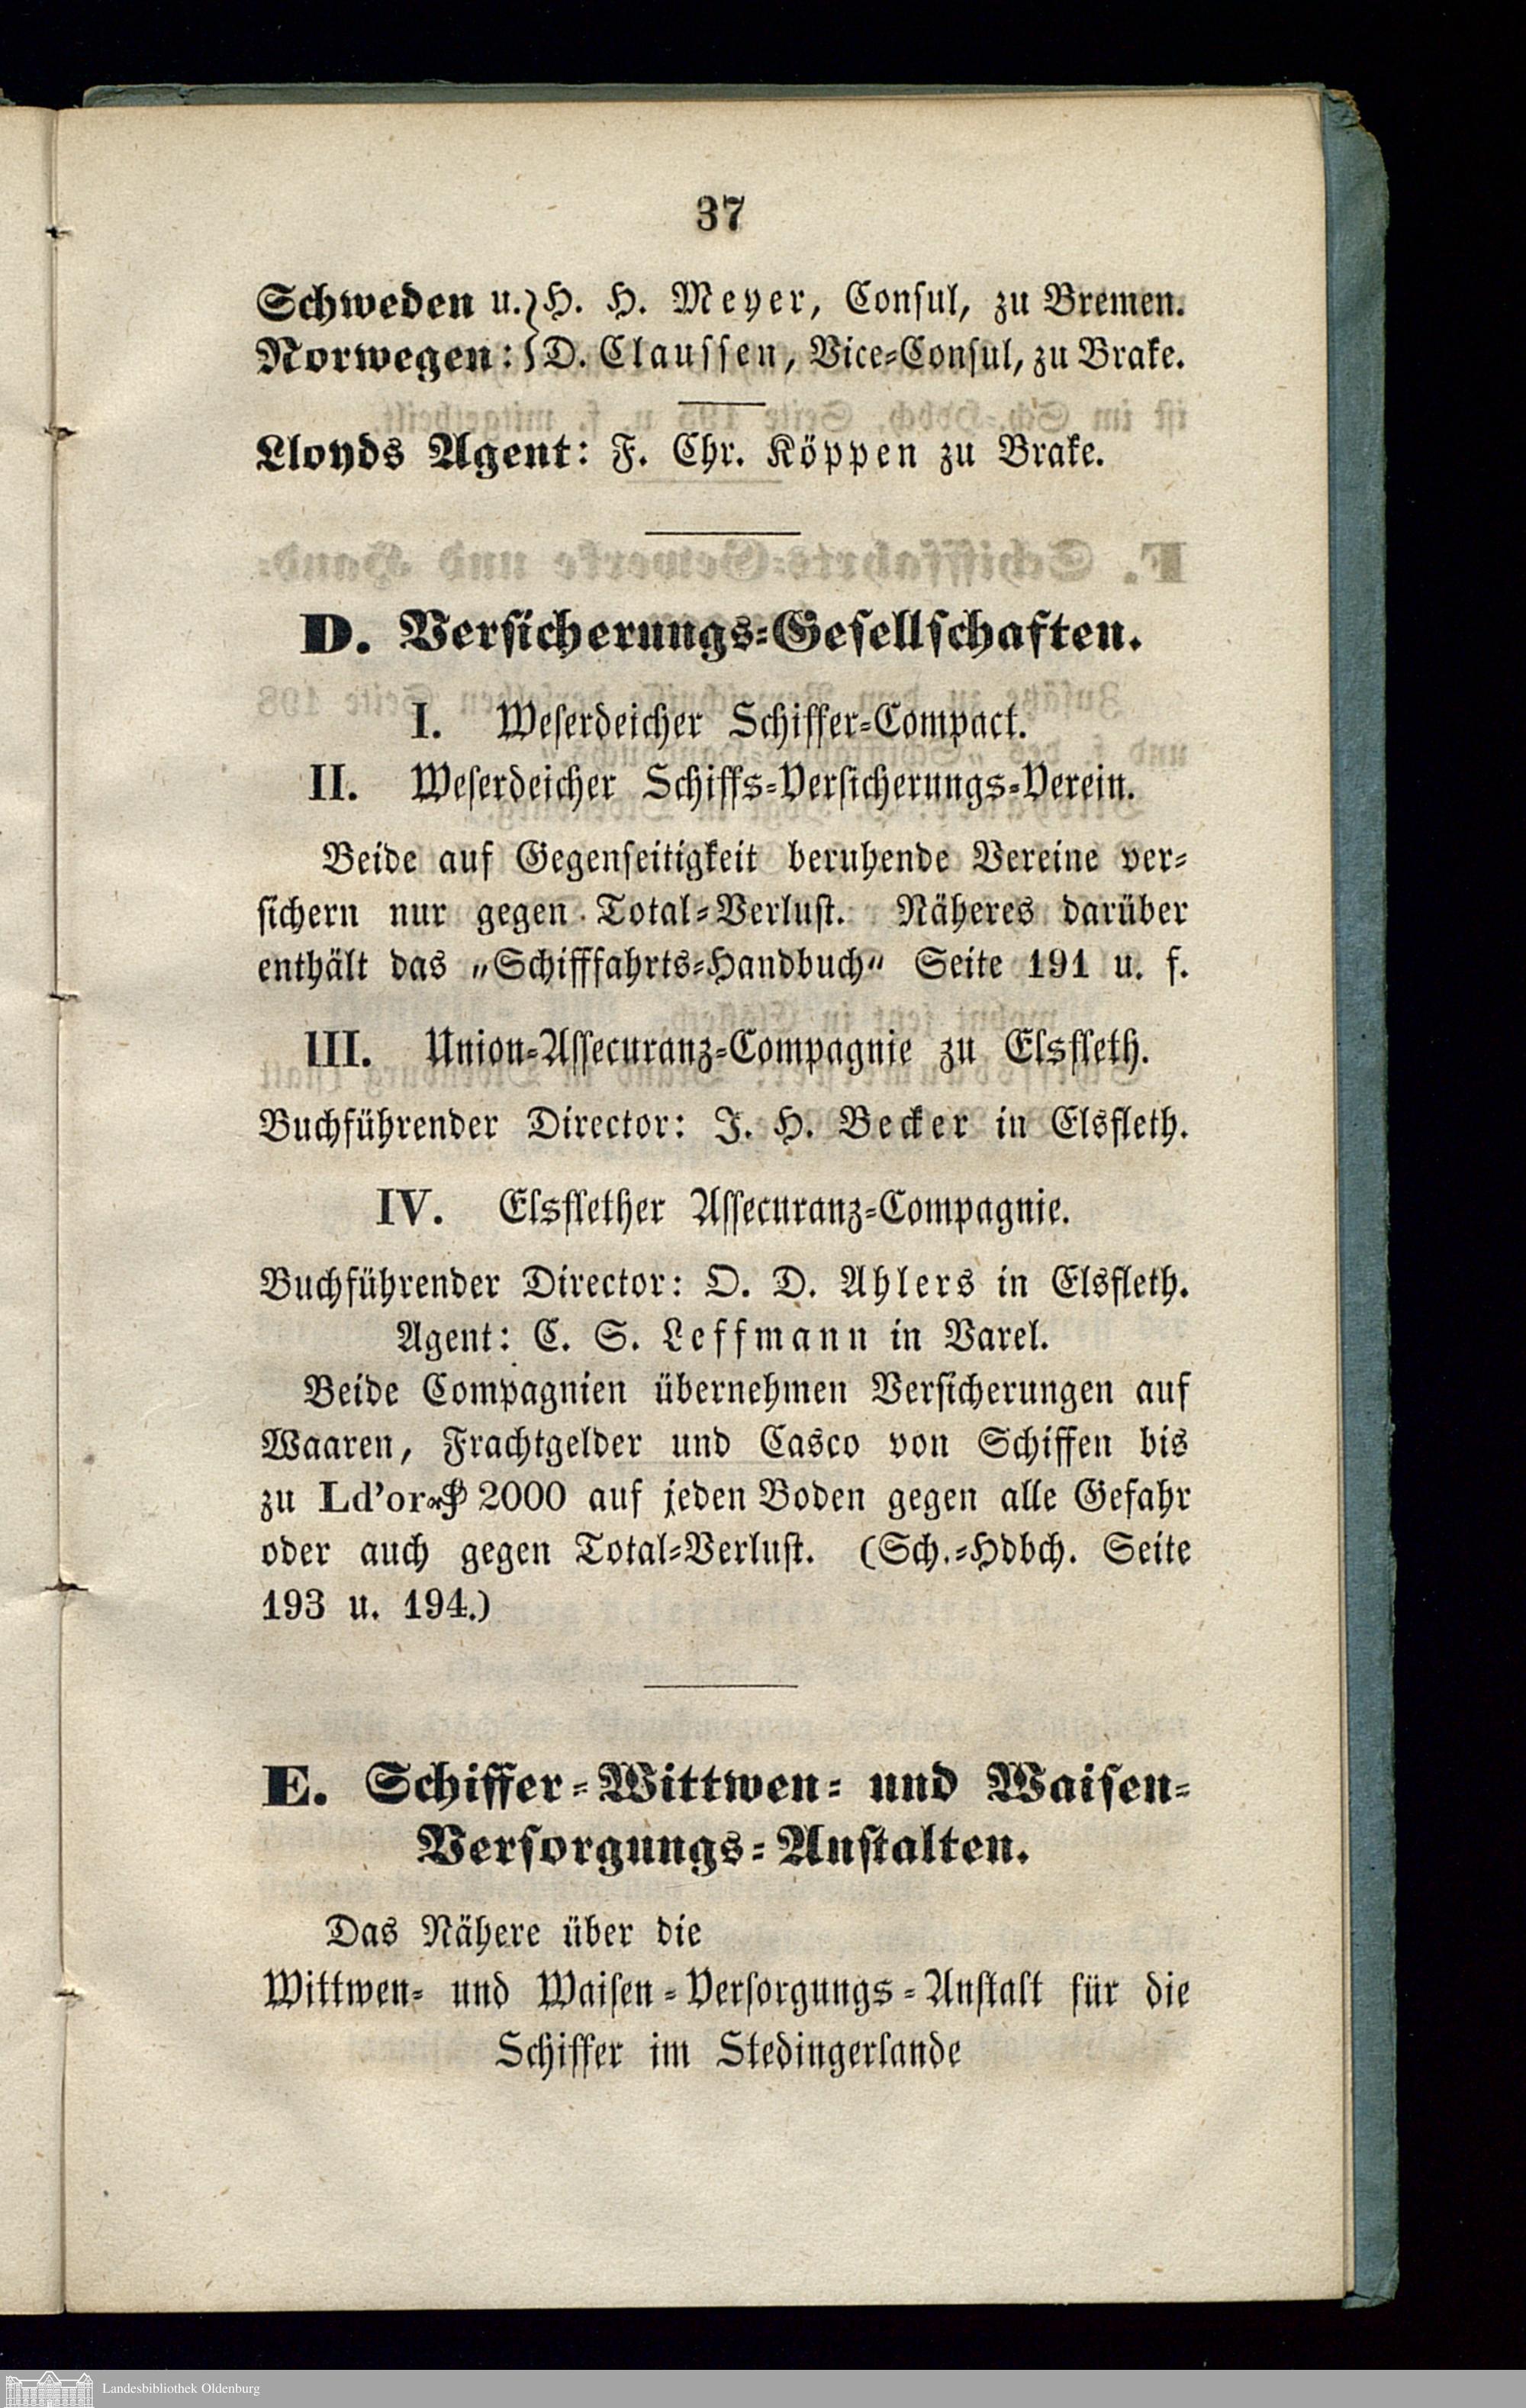 37
Schweden u.} H. H. Meyer, Consul, zu Bremen.
Norwegen: } D. Claussen, Vice-Consul, zu Brake.
Lloyds Agent: F. Chr. Köppen zu Brake.
D. Versicherungs-Gesellschaften.
I. Weserdeicher Schiffer-Compact.
II. Weserdeicher Schiffs-Versicherungs-Verein.
Beide auf Gegenseitigkeit beruhende Vereine ver-
sichern nur gegen Total-Verlust. Näheres darüber
enthält das „Schifffahrts-Handbuch“ Seite 191 u. f.
III. Union-Assecuranz-Compagnie zu Elsfleth.
Buchführender Director: J. H. Becker in Elsfleth.
IV. Elsflether Assecuranz-Compagnie.
Buchführender Director: O. D. Ahlers in Elsfleth.
Agent: C. S. Leffmann in Varel.
Beide Compagnien übernehmen Versicherungen auf
Waaren, Frachtgelder und Casco von Schiffen bis
zu Ld'or 2000 auf jeden Boden gegen alle Gefahr
oder auch gegen Total-Verlust. (Sch.-Hdbch. Seite
193 u. 194.)
E. Schiffer-Wittwen- und Waisen-
Versorgungs-Anstalten.
Das Nähere über die
Wittwen- und Waisen-Versorgungs-Anstalt für die
Schiffer im Stedingerlande
Landesbibliothek Oldenburg